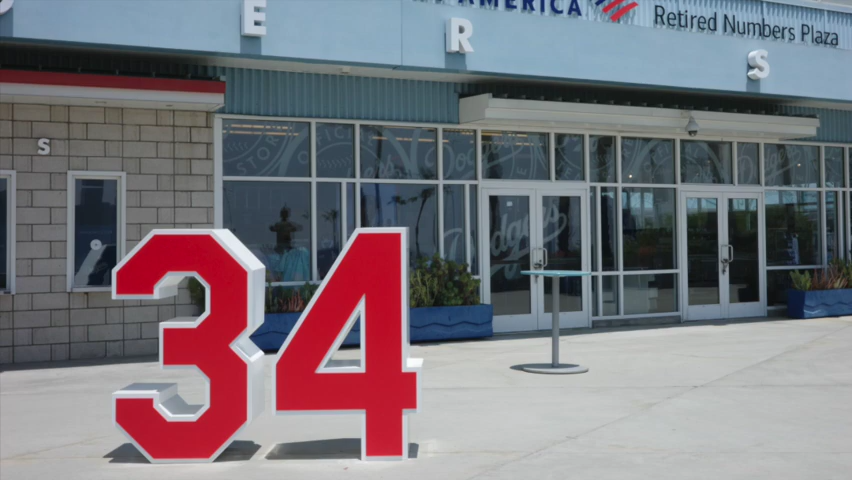 AMERICA
Retired Numbers Plaza
E R S
S
Dodgers
34